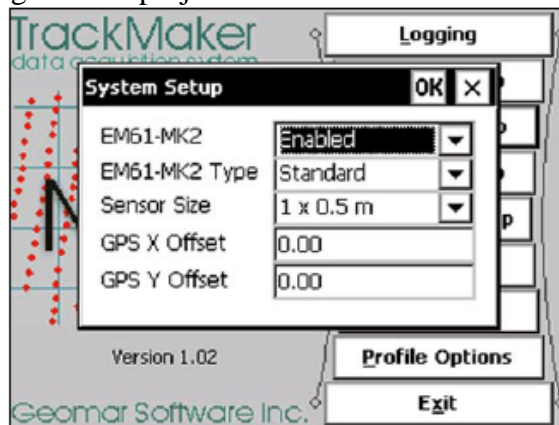 TrackMaker
data acquisition system
Logging
System Setup
OK
EM61-MK2
Enabled
EM61-MK2 Type
Standard
Sensor Size
1 x 0.5 m
GPS X Offset
0.00
GPS Y Offset
0.00
p
Version 1.02
Profile Options
Geomar Software Inc.
Exit